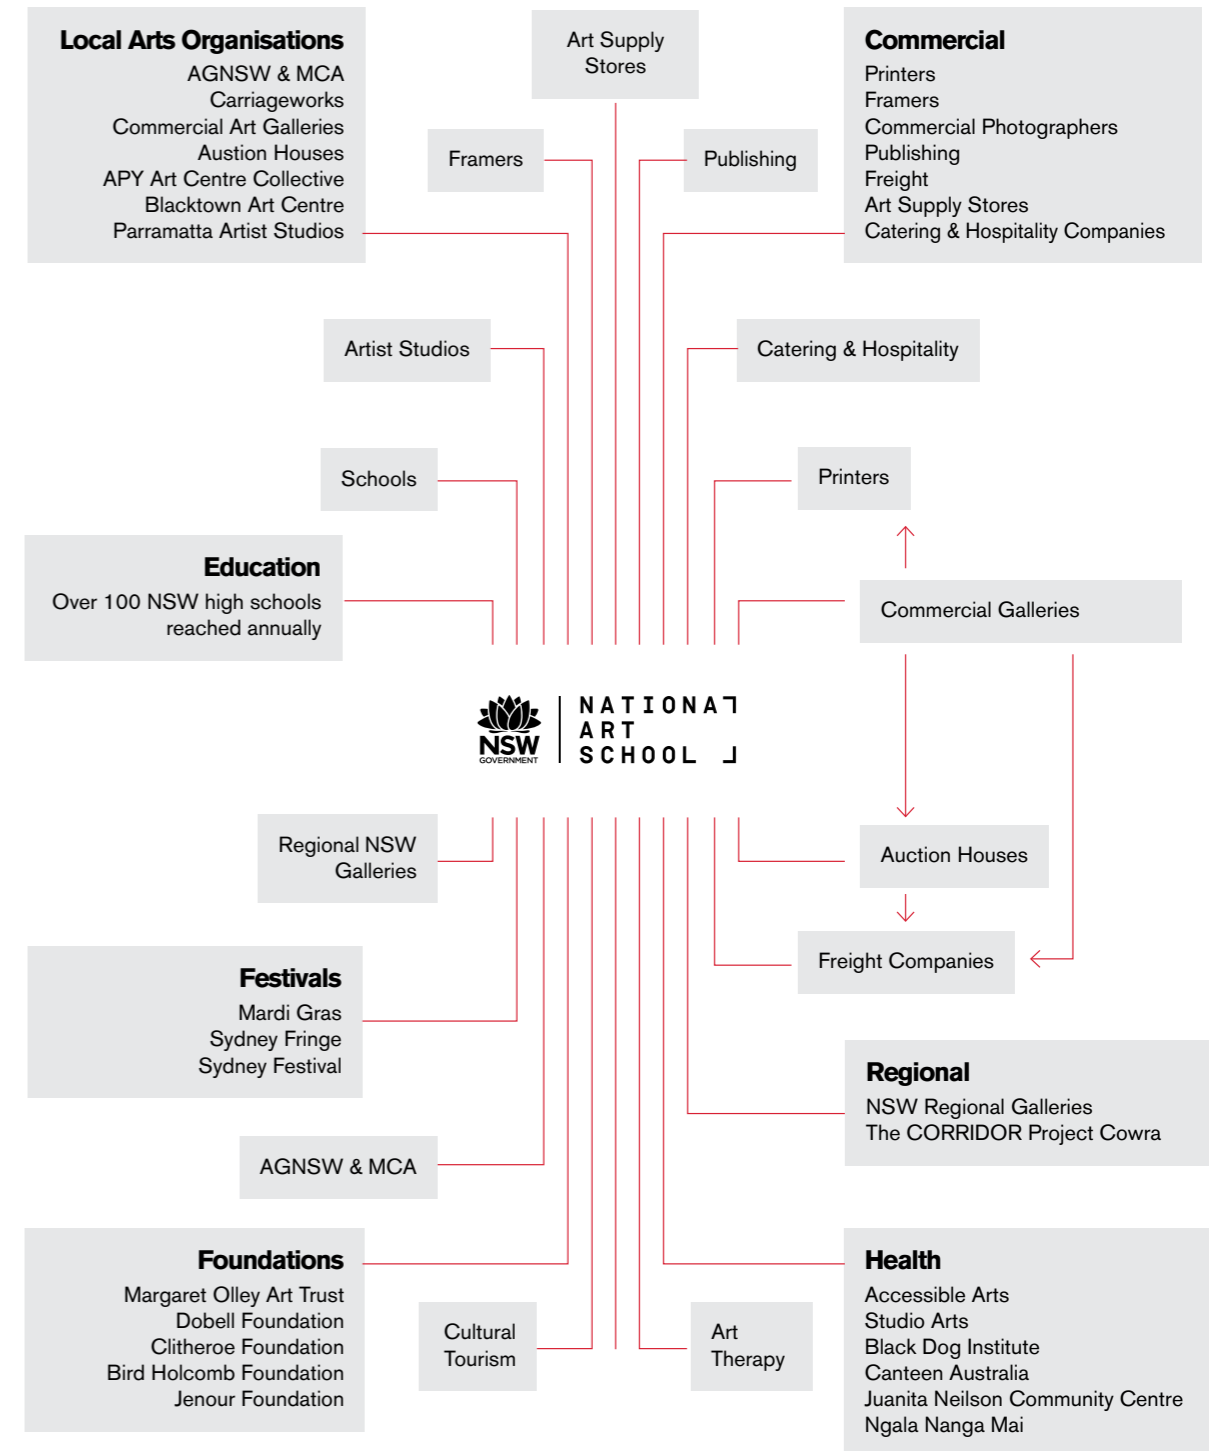 Local Arts Organisations
AGNSW & MCA
Carriageworks
Commercial Art Galleries
Austion Houses
APY Art Centre Collective
Blacktown Art Centre
Parramatta Artist Studios
Art Supply
Stores
Framers
Publishing
Commercial
Printers
Framers
Commercial Photographers
Publishing
Freight
Art Supply Stores
Catering & Hospitality Companies
Artist Studios
Catering & Hospitality
Schools
Printers
Education
Over 100 NSW high schools
reached annually
Commercial Galleries
NSW
GOVERNMENT
NATIONAL
ART
SCHOOL
Regional NSW
Galleries
Auction Houses
Freight Companies
Festivals
Mardi Gras
Sydney Fringe
Sydney Festival
Regional
NSW Regional Galleries
The CORRIDOR Project Cowra
AGNSW & MCA
Foundations
Margaret Olley Art Trust
Dobell Foundation
Clitheroe Foundation
Bird Holcomb Foundation
Jenour Foundation
Cultural
Tourism
Art
Therapy
Health
Accessible Arts
Studio Arts
Black Dog Institute
Canteen Australia
Juanita Neilson Community Centre
Ngala Nanga Mai